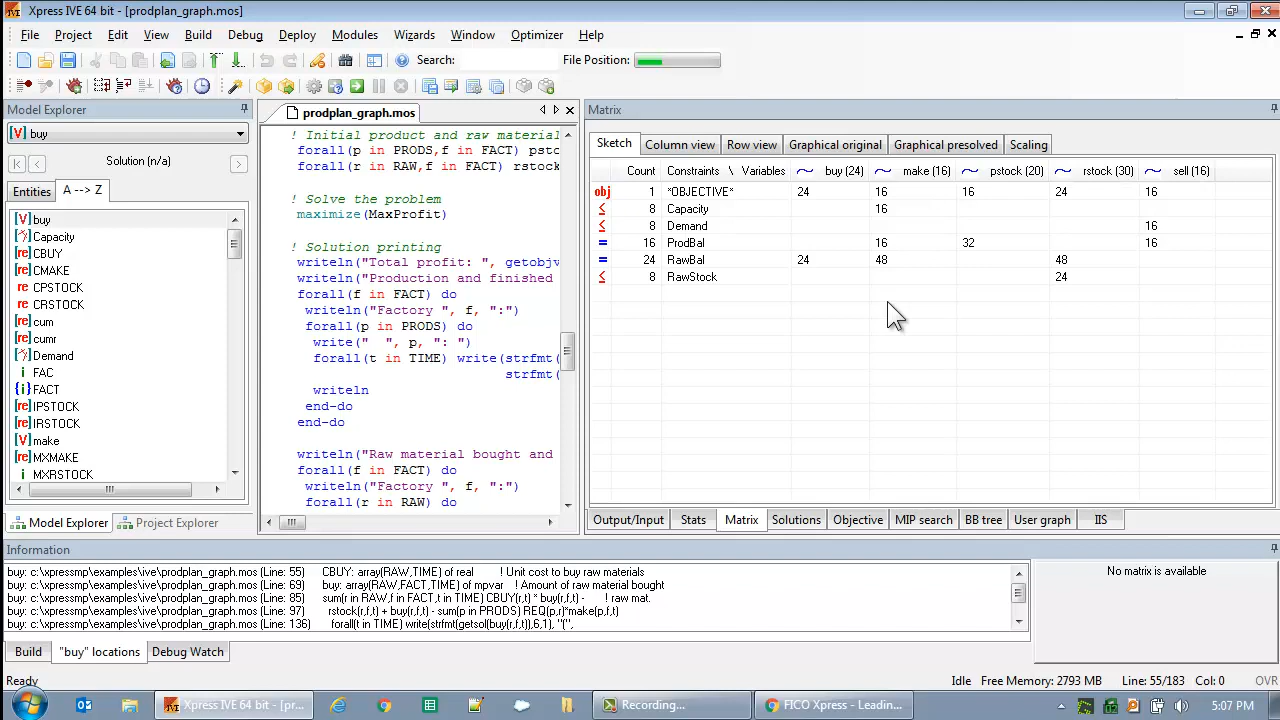 Xpress IVE 64 bit - [prodplan_graph.mos]
File Project Edit View Build Debug Deploy Modules Wizards Window Optimizer Help
Search: File Position:
Model Explorer
[V] buy
Solution (n/a)
Entities A --> Z
[V] buy
Capacity
[re] CBUY
[re] CMAKE
[re] CPSTOCK
[re] CRSTOCK
cum
cumr
Demand
i FAC
{i} FACT
[re] IPSTOCK
[re] IRSTOCK
[V] make
[re] MXMAKE
[re] MXRSTOCK
Model Explorer Project Explorer
prodplan_graph.mos
! Initial product and raw material
forall(p in PRODS,f in FACT) pst
forall(r in RAW,f in FACT) rstock
! Solve the problem
maximize(MaxProfit)
! Solution printing
writeln("Total profit: ", getobjv
writeln("Production and finished
forall(f in FACT) do
writeln("Factory ", f, ":")
forall(p in PRODS) do
write("   ", p, ": ")
forall(t in TIME) write(strfmt(
strfmt(
writeln
end-do
end-do
writeln("Raw material bought and
forall(f in FACT) do
writeln("Factory ", f, ":")
forall(r in RAW) do
Matrix
Sketch Column view Row view Graphical original Graphical presolved Scaling
Count Constraints \ Variables buy (24) make (16) pstock (20) rstock (30) sell (16)
obj 1 *OBJECTIVE* 24 16 16 24 16
≤ 8 Capacity 16
≤ 8 Demand 16
= 16 ProdBal 16 32 16
= 24 RawBal 24 48 48
≤ 8 RawStock 24
Output/Input Stats Matrix Solutions Objective MIP search BB tree User graph IIS
Information
buy: c:\xpressmp\examples\ive\prodplan_graph.mos (Line: 55) CBUY: array(RAW,TIME) of real ! Unit cost to buy raw materials
buy: c:\xpressmp\examples\ive\prodplan_graph.mos (Line: 69) buy: array(RAW,FACT,TIME) of mpvar ! Amount of raw material bought
buy: c:\xpressmp\examples\ive\prodplan_graph.mos (Line: 85) sum(r in RAW,f in FACT,t in TIME) CBUY(r,t) * buy(r,f,t) - ! raw mat.
buy: c:\xpressmp\examples\ive\prodplan_graph.mos (Line: 97) rstock(r,f,t) + buy(r,f,t) - sum(p in PRODS) REQ(p,r)*make(p,f,t)
buy: c:\xpressmp\examples\ive\prodplan_graph.mos (Line: 136) forall(t in TIME) write(strfmt(getsol(buy(r,f,t)),6,1), "(",
No matrix is available
Build "buy" locations Debug Watch
Ready Idle Free Memory: 2793 MB Line: 55/183 Col: 0 OVR
Xpress IVE 64 bit - [pr... Recording... FICO Xpress - Leadin... 5:07 PM